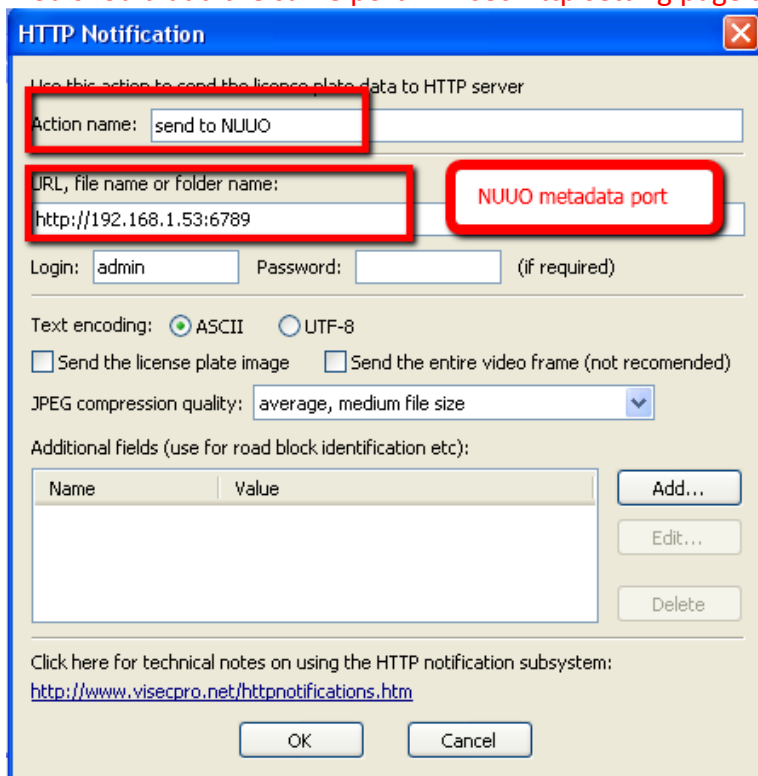 HTTP Notification
Use this action to send the licence plate data to HTTP server
Action name: send to NUUO
URL, file name or folder name:
NUUO metadata port
http://192.168.1.53:6789
Login: admin Password: (if required)
Text encoding: ASCII UTF-8
Send the license plate image Send the entire video frame (not recomended)
JPEG compression quality: average, medium file size
Additional fields (use for road block identification etc):
Name Value
Add...
Edit...
Delete
Click here for technical notes on using the HTTP notification subsystem:
http://www.visecpro.net/httpnotifications.htm
OK Cancel